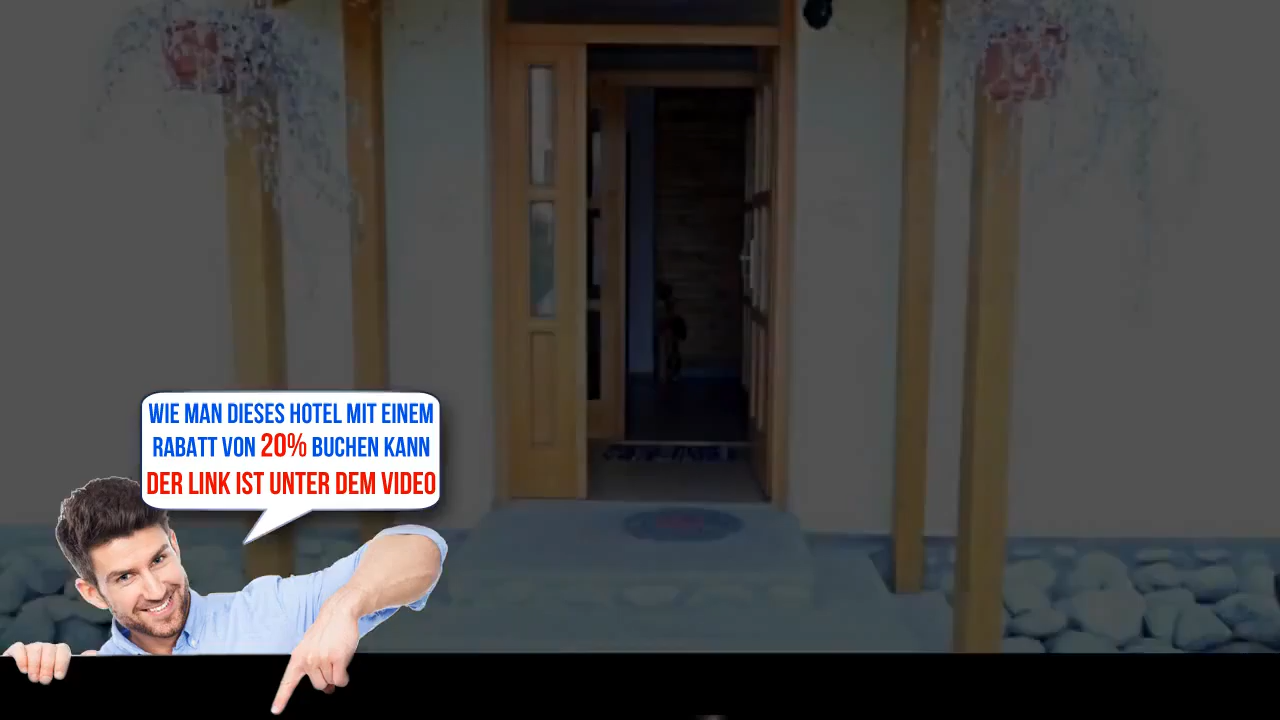 WIE MAN DIESES HOTEL MIT EINEM
RABATT VON 20% BUCHEN KANN
DER LINK IST UNTER DEM VIDEO